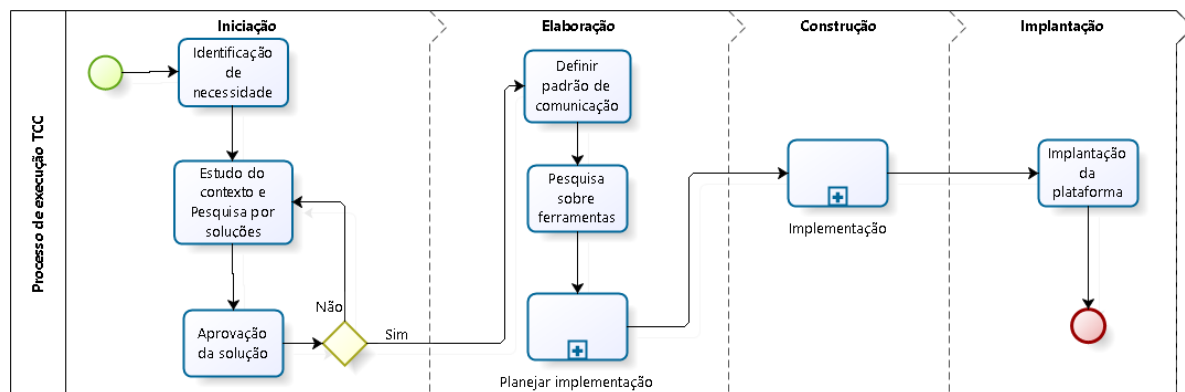 Processo de execução TCC
Iniciação
Elaboração
Construção
Implantação
Identificação
de
necessidade
Estudo do
contexto e
Pesquisa por
soluções
Aprovação
da solução
Não
Sim
Definir
padrão de
comunicação
Pesquisa
sobre
ferramentas
Planejar implementação
Implementação
Implantação
da
plataforma